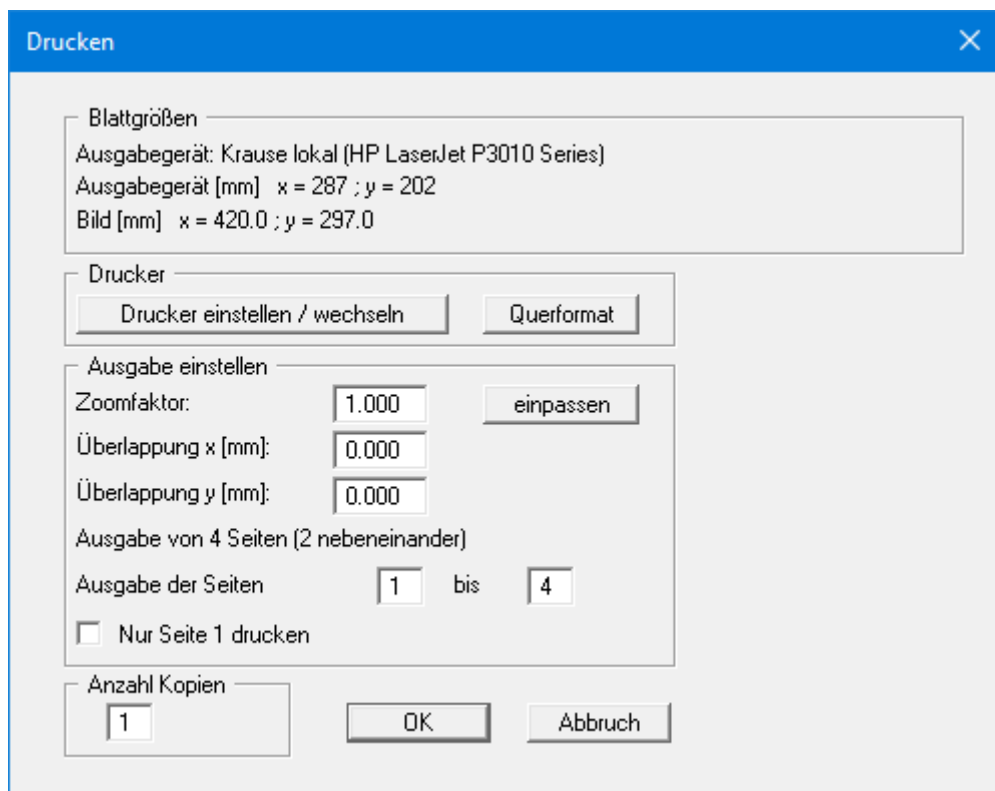 Drucken
Blattgrößen
Ausgabegerät: Krause lokal (HP LaserJet P3010 Series)
Ausgabegerät [mm]   x = 287 ; y = 202
Bild [mm]   x = 420.0 ; y = 297.0
Drucker
Drucker einstellen / wechseln   Querformat
Ausgabe einstellen
Zoomfaktor:   1.000   einpassen
Überlappung x [mm]:   0.000
Überlappung y [mm]:   0.000
Ausgabe von 4 Seiten (2 nebeneinander)
Ausgabe der Seiten   1   bis   4
Nur Seite 1 drucken
Anzahl Kopien
1   OK   Abbruch